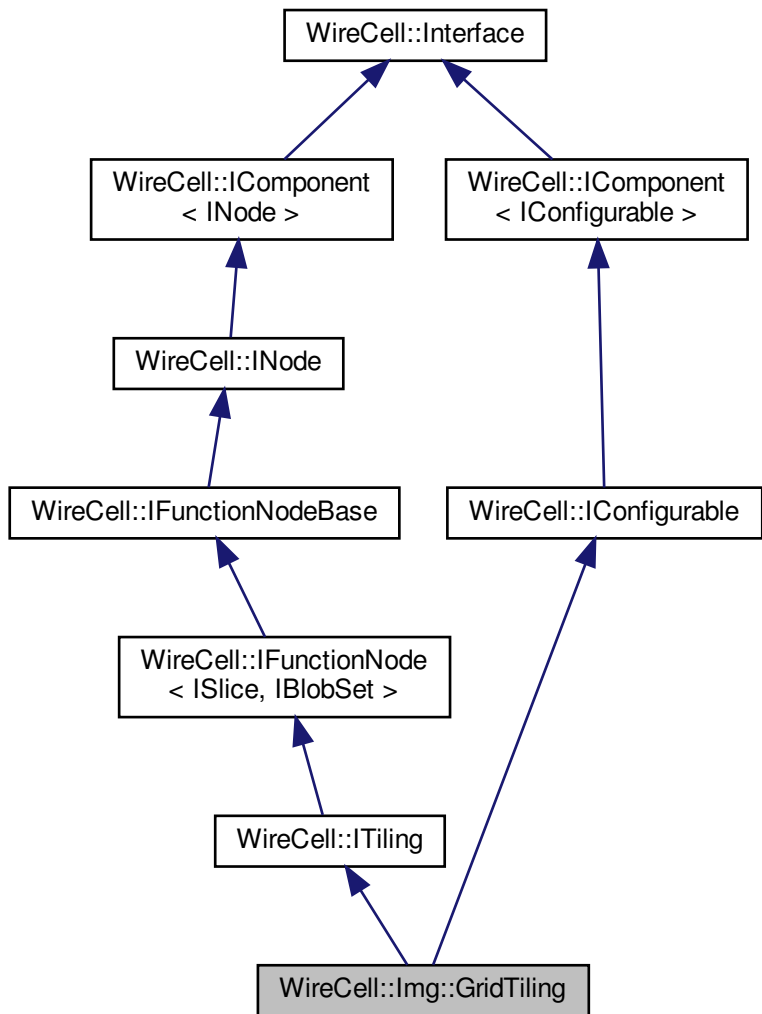 WireCell::Interface
WireCell::IComponent
< INode >
WireCell::IComponent
< IConfigurable >
WireCell::INode
WireCell::IFunctionNodeBase
WireCell::IConfigurable
WireCell::IFunctionNode
< ISlice, IBlobSet >
WireCell::ITiling
WireCell::Img::GridTiling